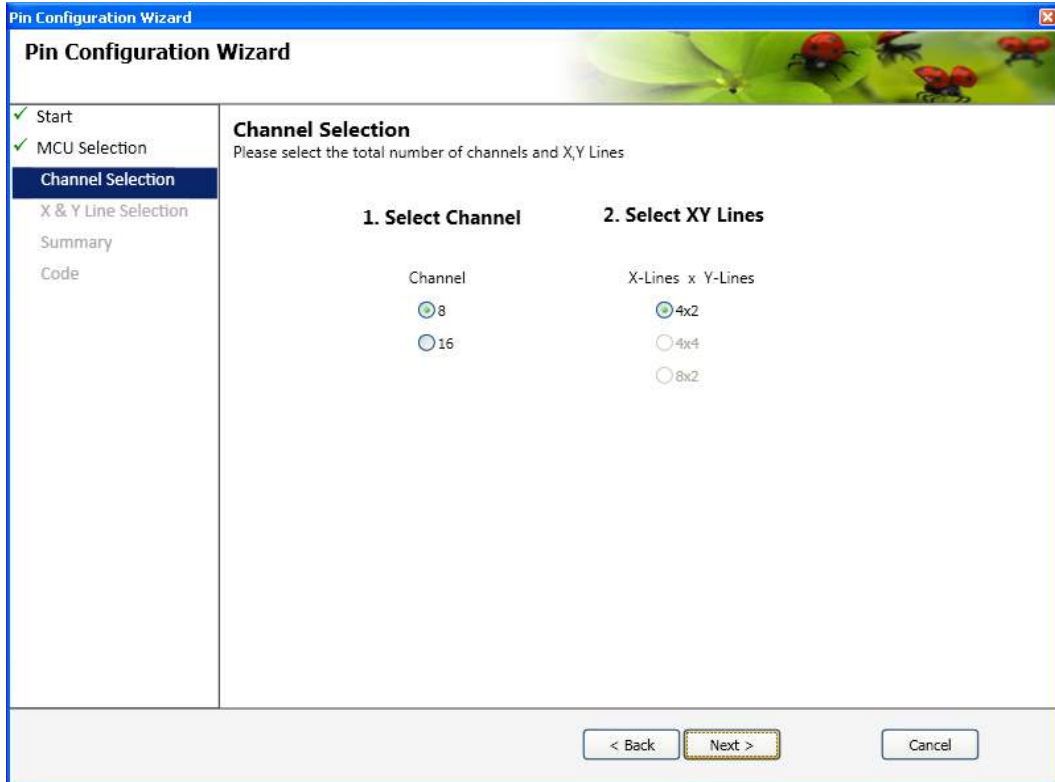 Pin Configuration Wizard
Pin Configuration Wizard
Start
MCU Selection
Channel Selection
X & Y Line Selection
Summary
Code
Channel Selection
Please select the total number of channels and X,Y Lines
1. Select Channel
2. Select XY Lines
Channel
8
16
X-Lines x Y-Lines
4x2
4x4
8x2
< Back
Next >
Cancel